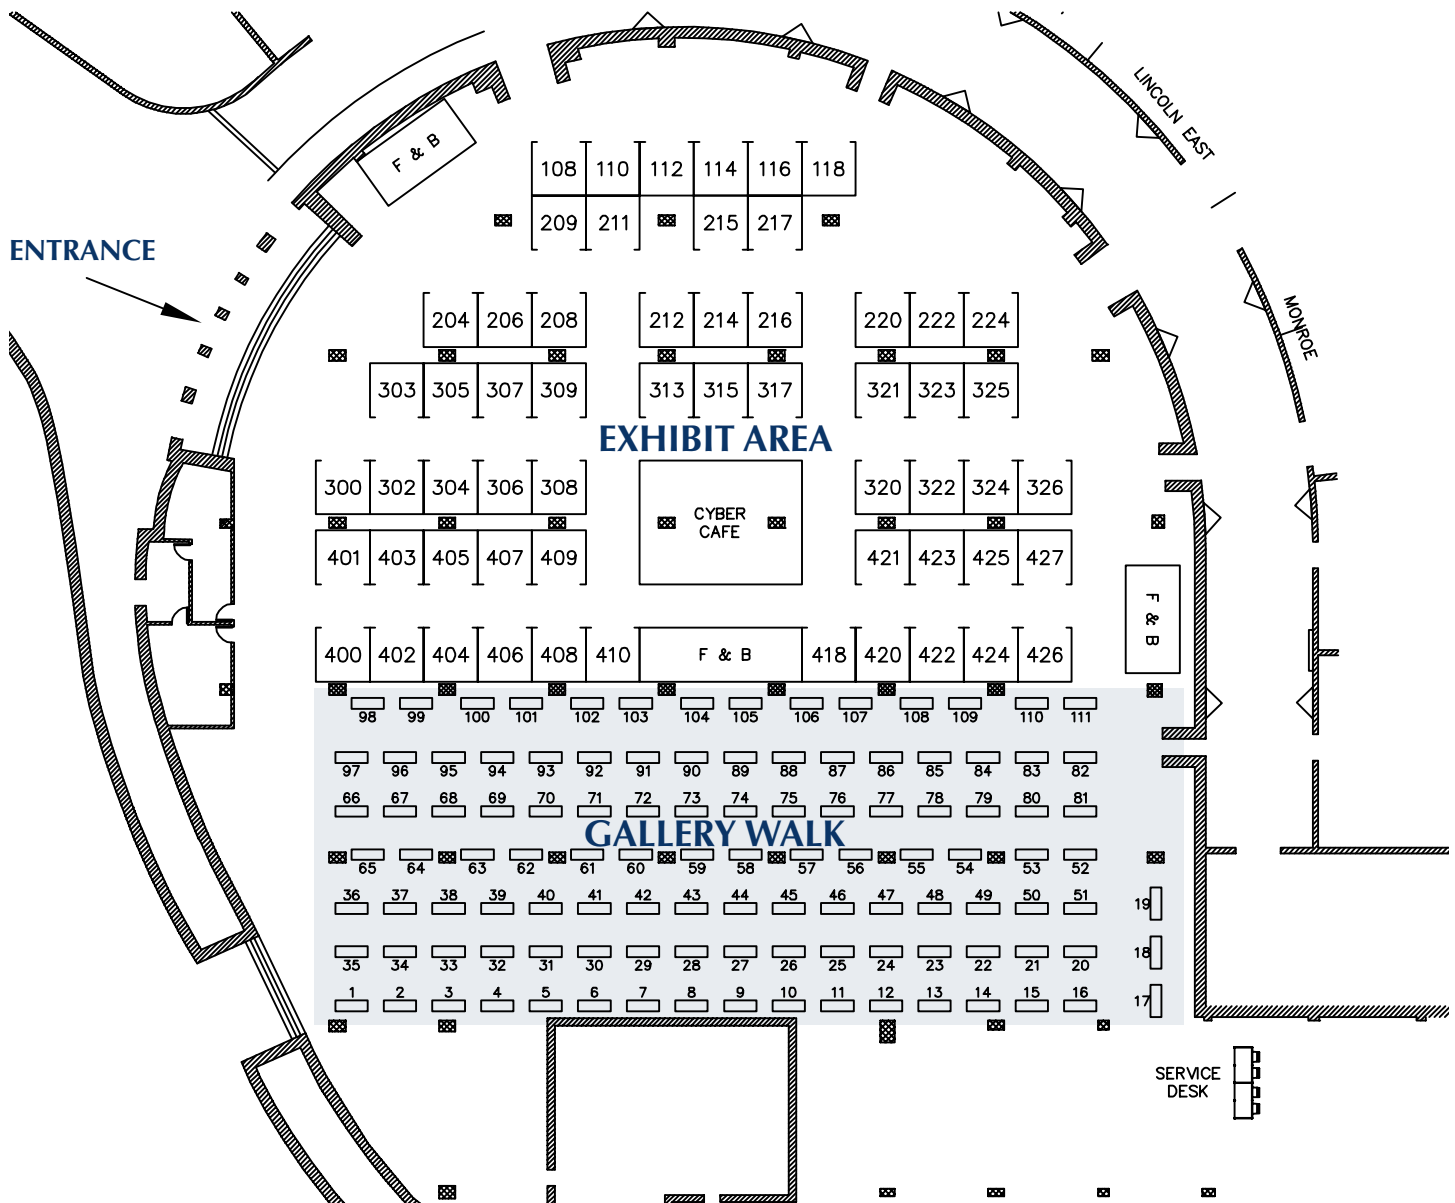 LINCOLN EAST
F & B
108 110 112 114 116 118
209 211 215 217
ENTRANCE
MONROE
204 206 208 212 214 216 220 222 224
303 305 307 309 313 315 317 321 323 325
EXHIBIT AREA
300 302 304 306 308 320 322 324 326
CYBER
CAFE
401 403 405 407 409 421 423 425 427
F & B
400 402 404 406 408 410 F & B 418 420 422 424 426
98 99 100 101 102 103 104 105 106 107 108 109 110 111
97 96 95 94 93 92 91 90 89 88 87 86 85 84 83 82
66 67 68 69 70 71 72 73 74 75 76 77 78 79 80 81
GALLERY WALK
65 64 63 62 61 60 59 58 57 56 55 54 53 52
36 37 38 39 40 41 42 43 44 45 46 47 48 49 50 51
19
18
35 34 33 32 31 30 29 28 27 26 25 24 23 22 21 20
1 2 3 4 5 6 7 8 9 10 11 12 13 14 15 16
17
SERVICE
DESK